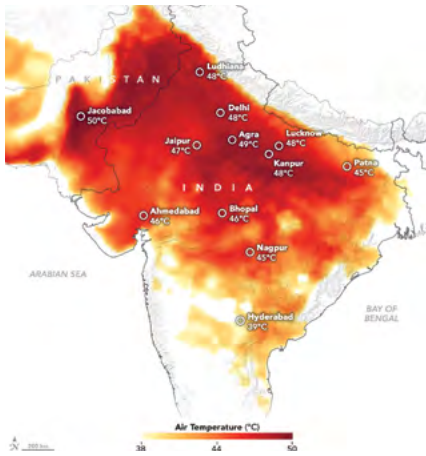 Ludhiana
48°C
PAKISTAN
Jacobabad
50°C
Delhi
48°C
Agra
49°C
Lucknow
48°C
Jaipur
47°C
Kanpur
48°C
Patna
45°C
INDIA
Ahmedabad
46°C
Bhopal
46°C
Nagpur
45°C
ARABIAN SEA
BAY OF
BENGAL
Hyderabad
39°C
Air Temperature (°C)
N
38 44 50